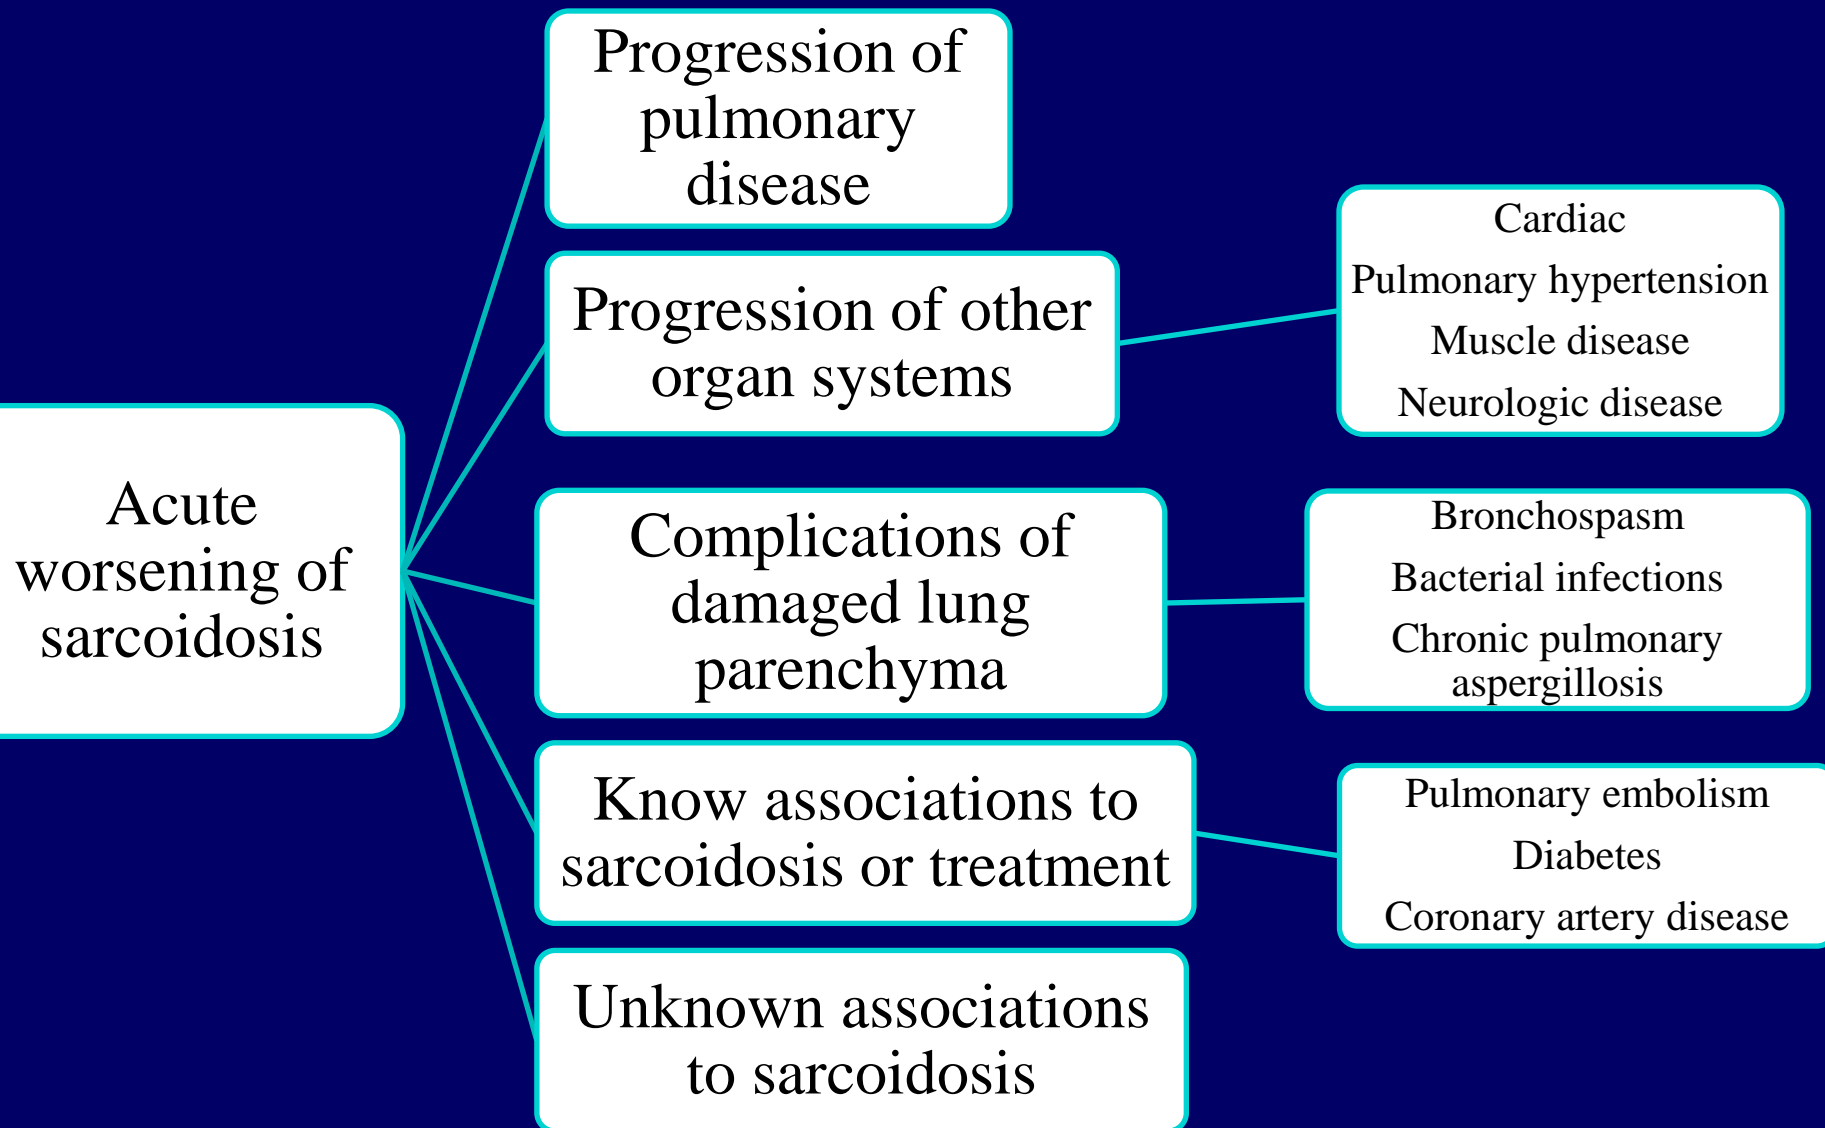 Acute
worsening of
sarcoidosis
Progression of
pulmonary
disease
Progression of other
organ systems
Cardiac
Pulmonary hypertension
Muscle disease
Neurologic disease
Complications of
damaged lung
parenchyma
Bronchospasm
Bacterial infections
Chronic pulmonary
aspergillosis
Know associations to
sarcoidosis or treatment
Pulmonary embolism
Diabetes
Coronary artery disease
Unknown associations
to sarcoidosis